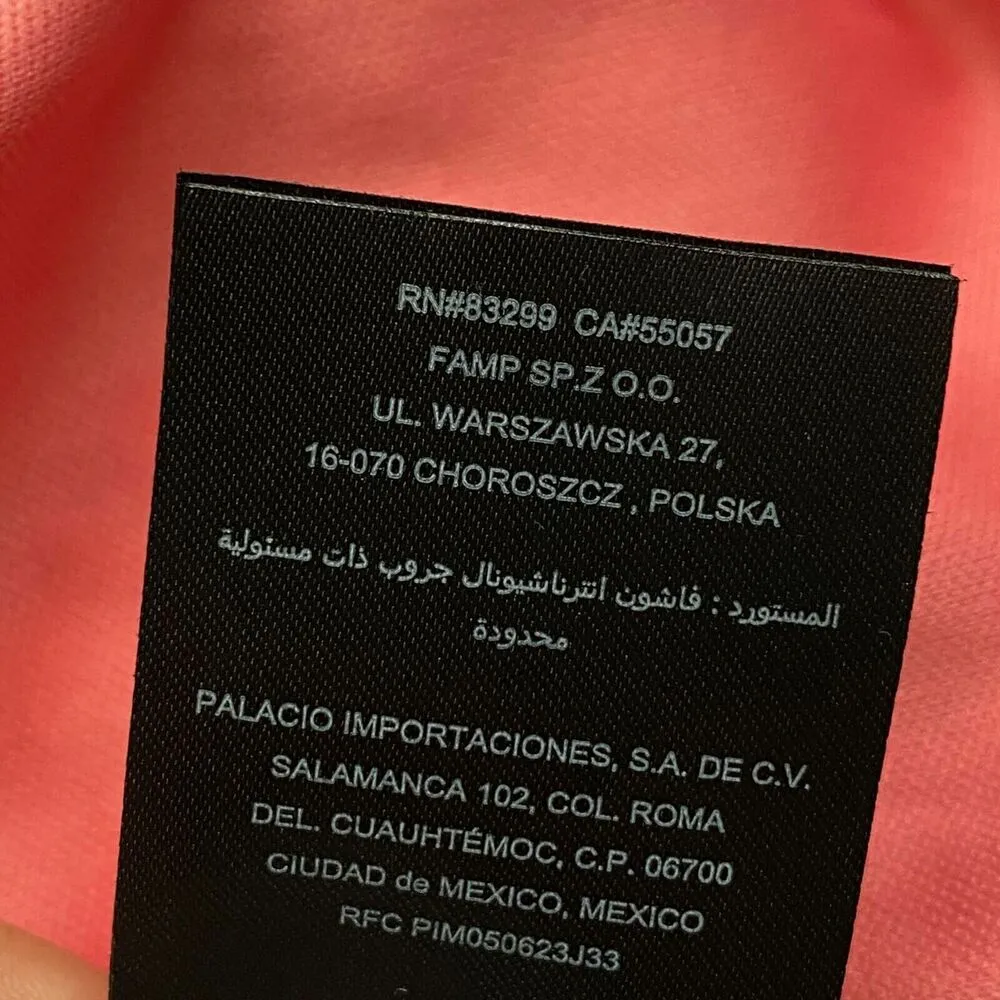 RN#83299 CA#55057
FAMP SP.Z O.O.
UL. WARSZAWSKA 27,
16-070 CHOROSZCZ , POLSKA
المستورد : فاشون انترناشيونال جروب ذات مسئولية
محدودة
PALACIO IMPORTACIONES, S.A. DE C.V.
SALAMANCA 102, COL. ROMA
DEL. CUAUHTÉMOC, C.P. 06700
CIUDAD de MEXICO, MEXICO
RFC PIM050623J33